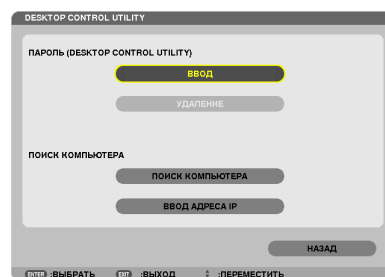 DESKTOP CONTROL UTILITY
ПАРОЛЬ (DESKTOP CONTROL UTILITY)
ВВОД
УДАЛЕНИЕ
ПОИСК КОМПЬЮТЕРА
ПОИСК КОМПЬЮТЕРА
ВВОД АДРЕСА IP
НАЗАД
ENTER :ВЫБРАТЬ EXIT :ВЫХОД :ПЕРЕМЕСТИТЬ